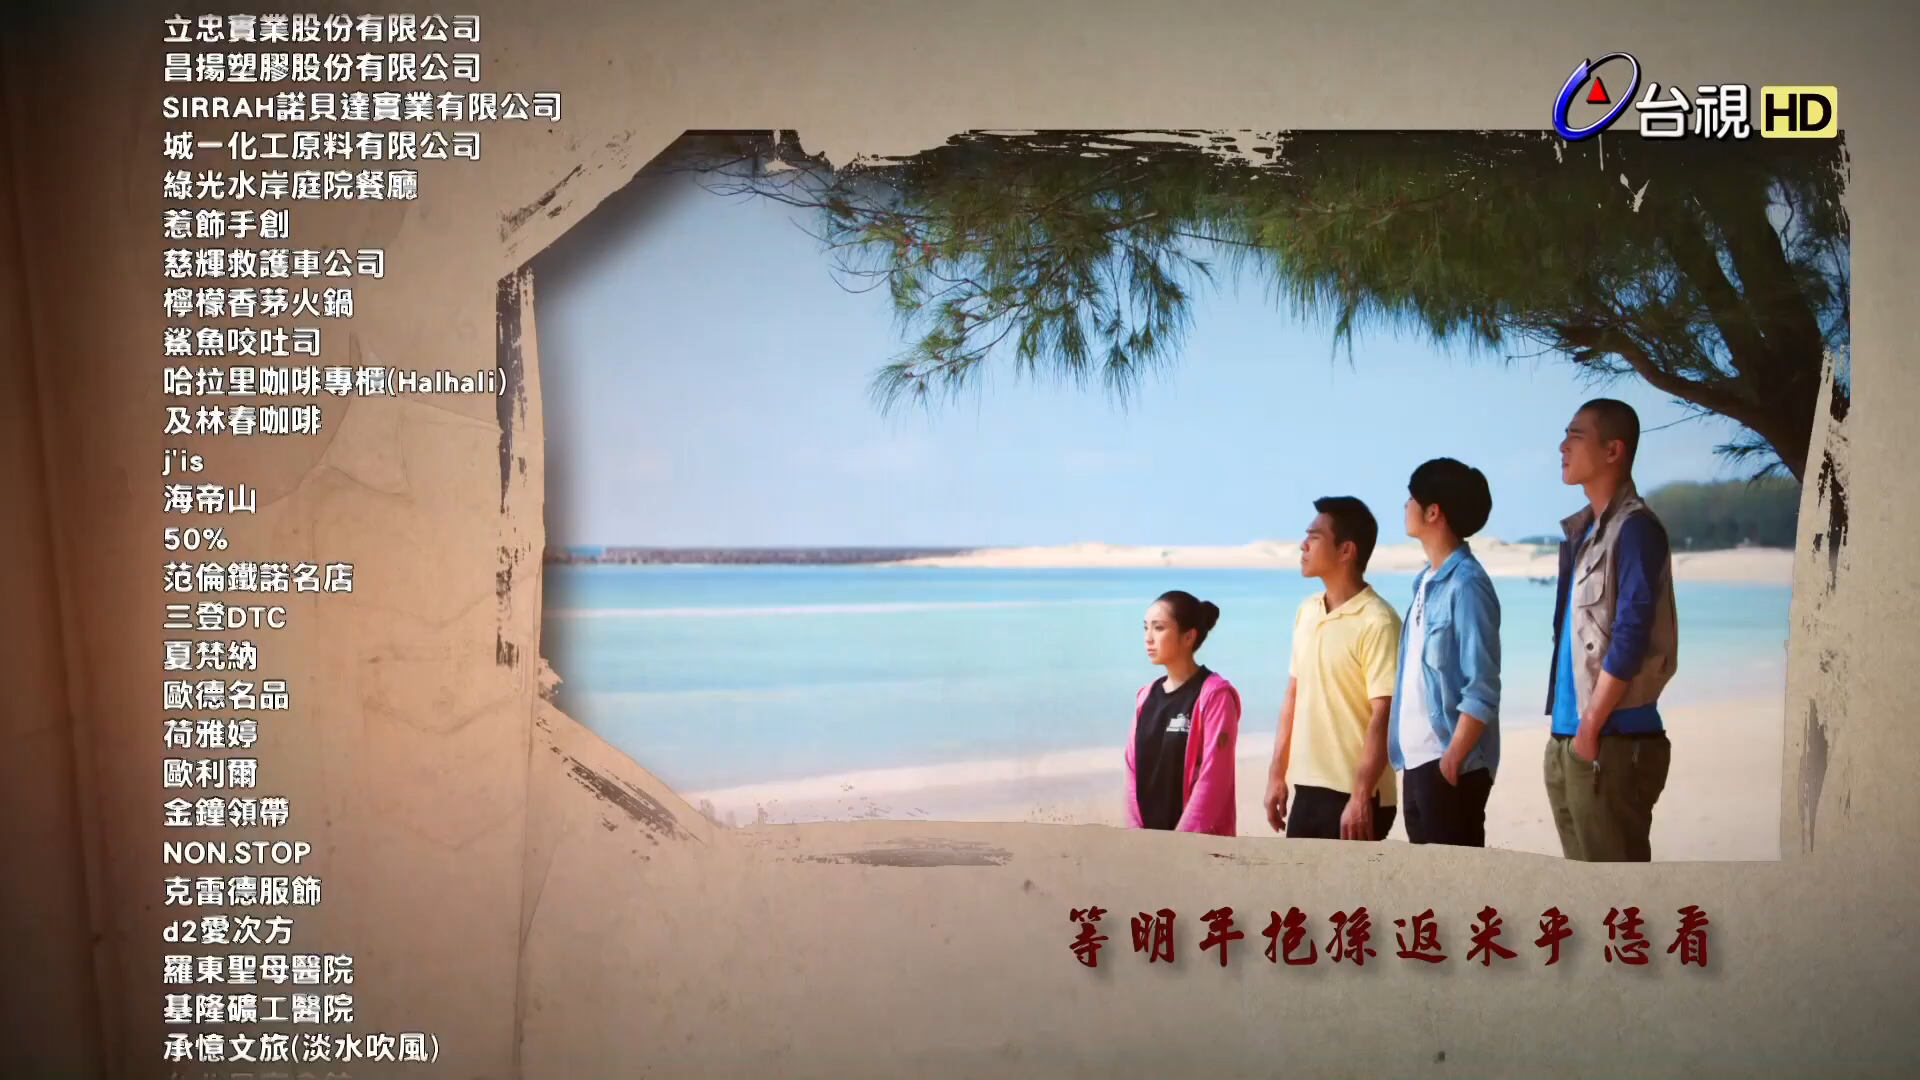 立忠實業股份有限公司
昌揚塑膠股份有限公司
SIRRAH諾貝達實業有限公司
城一化工原料有限公司
綠光水岸庭院餐廳
惹飾手創
慈輝救護車公司
檸檬香茅火鍋
鯊魚咬吐司
哈拉里咖啡專櫃(Halhali)
及林春咖啡
j'is
海帝山
50%
范倫鐵諾名店
三登DTC
夏梵納
歐德名品
荷雅婷
歐利爾
金鐘領帶
NON.STOP
克雷德服飾
d2愛次方
羅東聖母醫院
基隆礦工醫院
承憶文旅(淡水吹風)
台視HD
等明年抱孫返來乎恁看